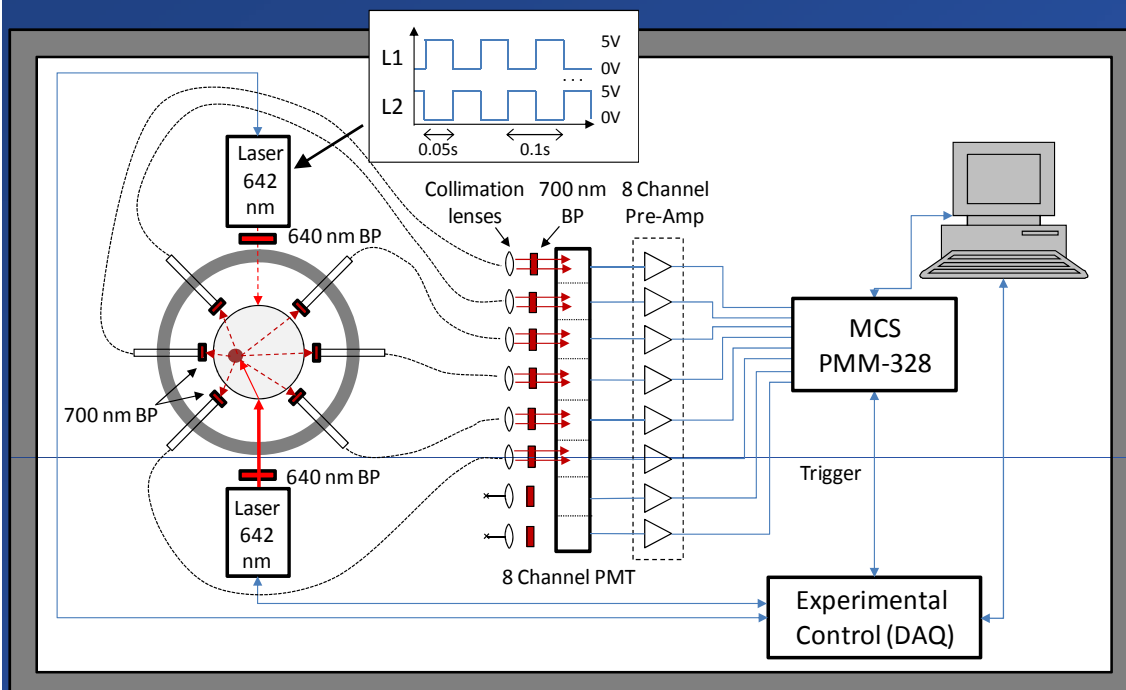 L1
5V
0V
. . .
L2
5V
0V
0.05s
0.1s
Laser
642
nm
640 nm BP
Collimation
lenses
700 nm
BP
8 Channel
Pre-Amp
MCS
PMM-328
700 nm BP
640 nm BP
Laser
642
nm
Trigger
8 Channel PMT
Experimental
Control (DAQ)